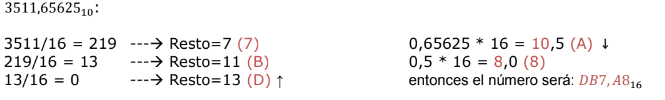 3511,65625₁₀:
3511/16 = 219 ---→ Resto=7 (7)
219/16 = 13 ---→ Resto=11 (B)
13/16 = 0 ---→ Resto=13 (D) ↑
0,65625 * 16 = 10,5 (A) ↓
0,5 * 16 = 8,0 (8)
entonces el número será: DB7,A8₁₆